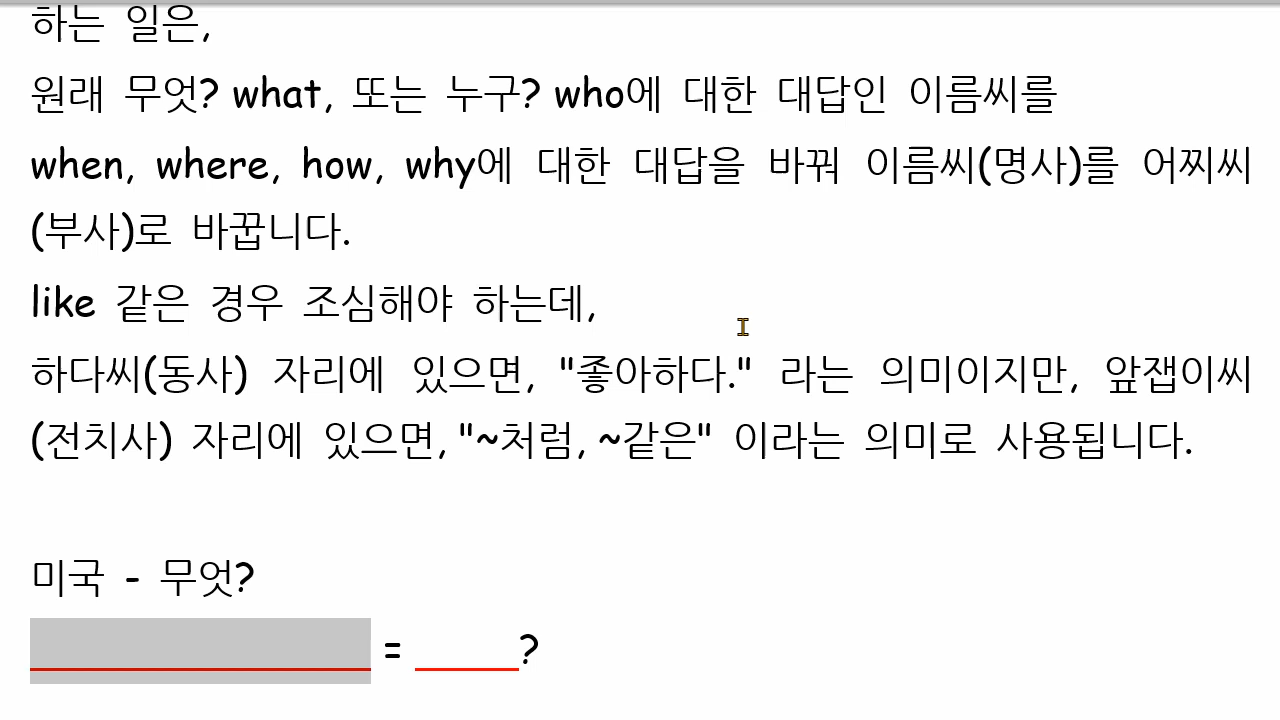 하는 일은,
원래 무엇? what, 또는 누구? who에 대한 대답인 이름씨를
when, where, how, why에 대한 대답을 바꿔 이름씨(명사)를 어찌씨
(부사)로 바꿉니다.
like 같은 경우 조심해야 하는데,
하다씨(동사) 자리에 있으면, "좋아하다." 라는 의미이지만, 앞잽이씨
(전치사) 자리에 있으면, "~처럼, ~같은" 이라는 의미로 사용됩니다.
미국 - 무엇?
= ?